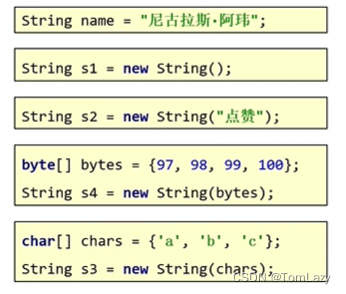 String name = "尼古拉斯·阿玮";
String s1 = new String();
String s2 = new String("点赞");
byte[] bytes = {97, 98, 99, 100};
String s4 = new String(bytes);
char[] chars = {'a', 'b', 'c'};
String s3 = new String(chars);
CSDN @TomLazy